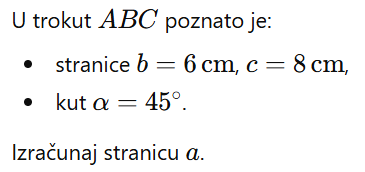 U trokut ABC poznato je:
• stranice b = 6 cm, c = 8 cm,
• kut α = 45°.
Izračunaj stranicu a.